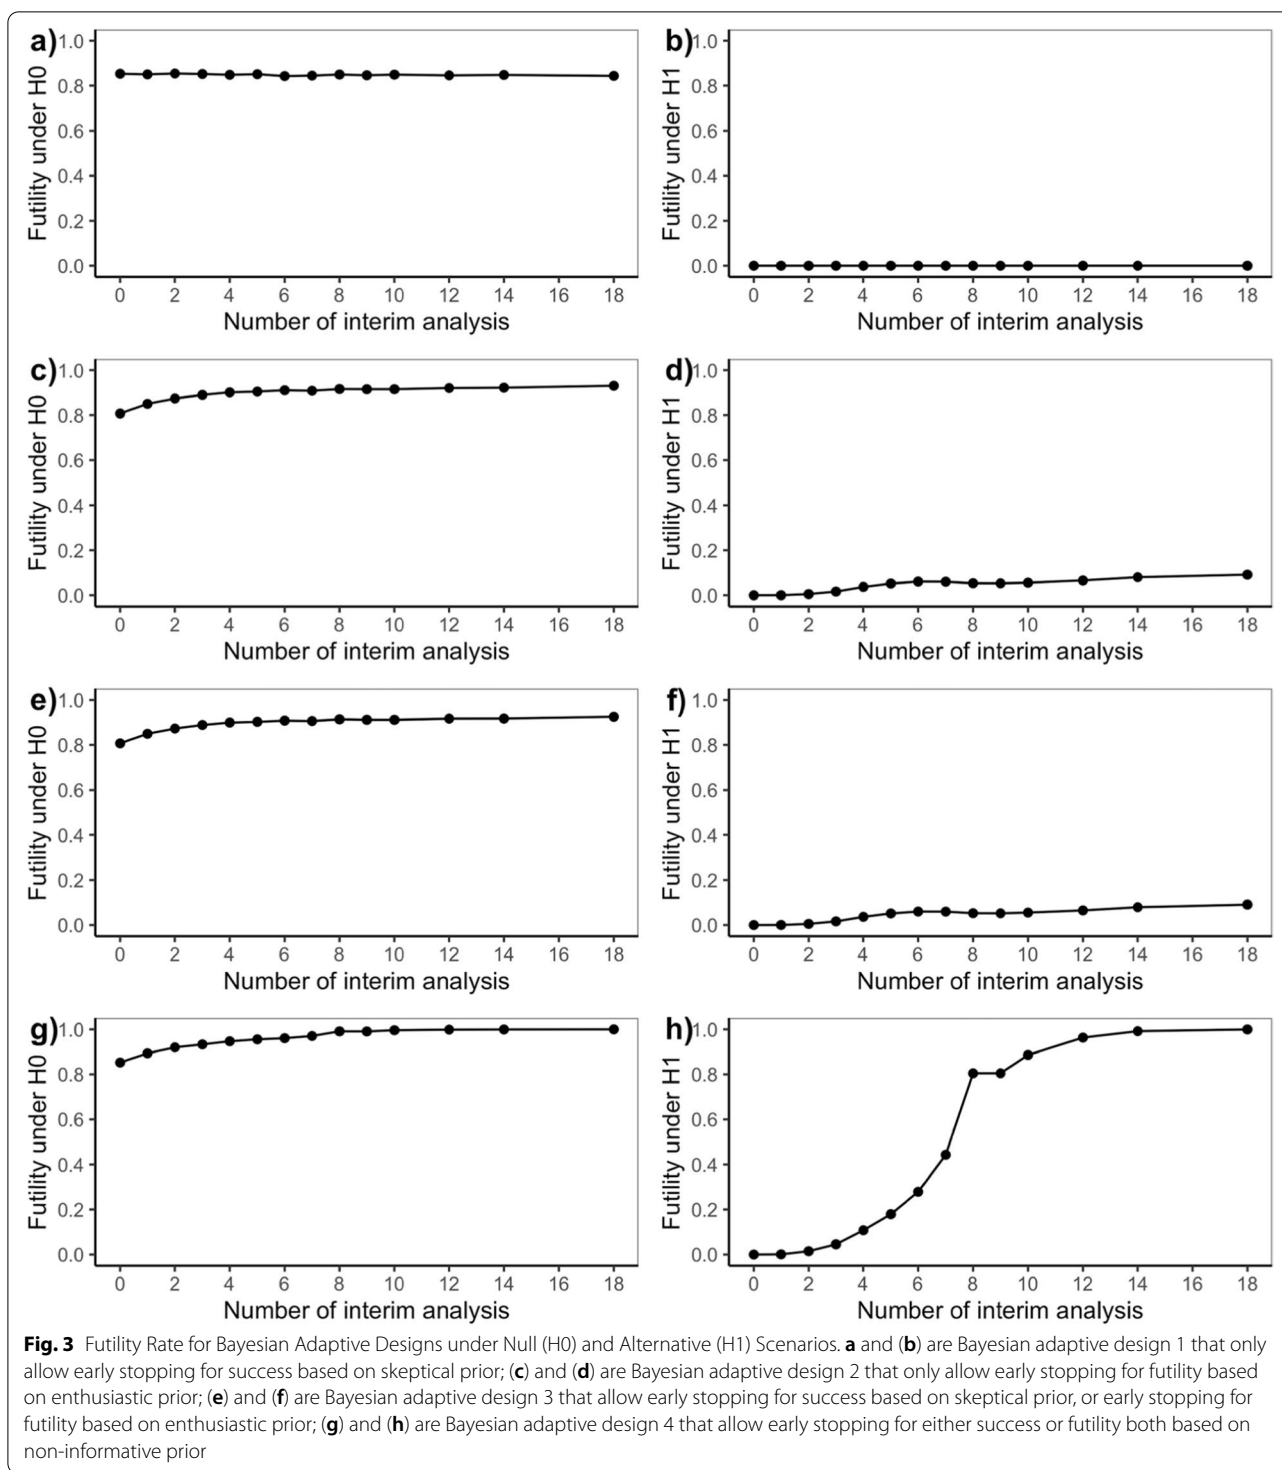 a)
1.0
0.8
0.6
0.4
0.2
0.0
Futility under H0
0 2 4 6 8 10 12 14 16 18
Number of interim analysis
b)
1.0
0.8
0.6
0.4
0.2
0.0
Futility under H1
0 2 4 6 8 10 12 14 16 18
Number of interim analysis
c)
1.0
0.8
0.6
0.4
0.2
0.0
Futility under H0
0 2 4 6 8 10 12 14 16 18
Number of interim analysis
d)
1.0
0.8
0.6
0.4
0.2
0.0
Futility under H1
0 2 4 6 8 10 12 14 16 18
Number of interim analysis
e)
1.0
0.8
0.6
0.4
0.2
0.0
Futility under H0
0 2 4 6 8 10 12 14 16 18
Number of interim analysis
f)
1.0
0.8
0.6
0.4
0.2
0.0
Futility under H1
0 2 4 6 8 10 12 14 16 18
Number of interim analysis
g)
1.0
0.8
0.6
0.4
0.2
0.0
Futility under H0
0 2 4 6 8 10 12 14 16 18
Number of interim analysis
h)
1.0
0.8
0.6
0.4
0.2
0.0
Futility under H1
0 2 4 6 8 10 12 14 16 18
Number of interim analysis
Fig. 3 Futility Rate for Bayesian Adaptive Designs under Null (H0) and Alternative (H1) Scenarios. a and (b) are Bayesian adaptive design 1 that only
allow early stopping for success based on skeptical prior; (c) and (d) are Bayesian adaptive design 2 that only allow early stopping for futility based
on enthusiastic prior; (e) and (f) are Bayesian adaptive design 3 that allow early stopping for success based on skeptical prior, or early stopping for
futility based on enthusiastic prior; (g) and (h) are Bayesian adaptive design 4 that allow early stopping for either success or futility both based on
non-informative prior